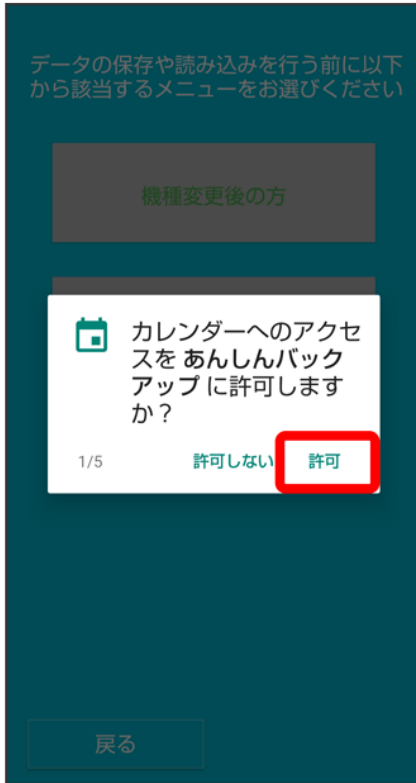 データの保存や読み込みを行う前に以下
から該当するメニューをお選びください
機種変更後の方
カレンダーへのアクセ
スを あんしんバック
アップ に許可します
か？
1/5
許可しない
許可
戻る